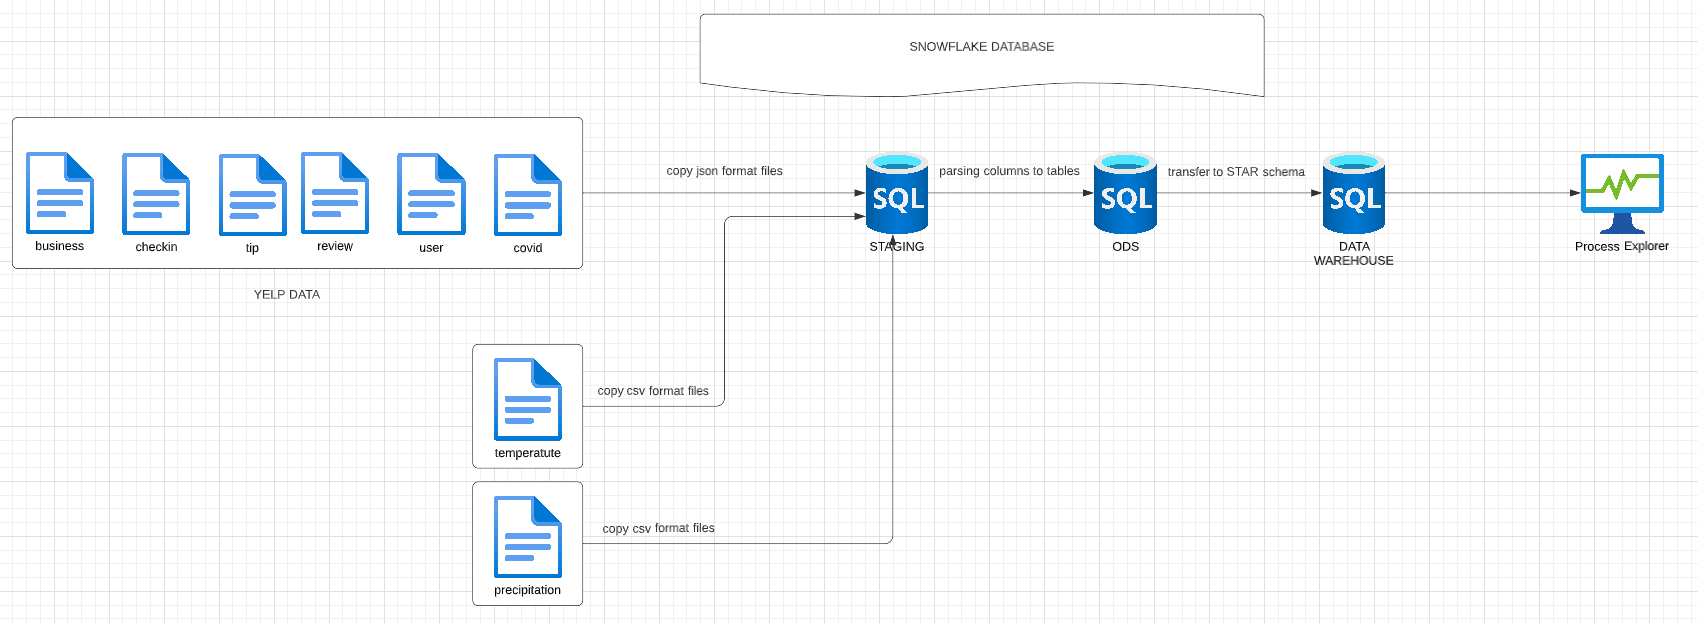 SNOWFLAKE DATABASE
business
checkin
tip
review
user
covid
YELP DATA
copy json format files
SQL
STAGING
parsing columns to tables
SQL
ODS
transfer to STAR schema
SQL
DATA
WAREHOUSE
Process Explorer
temperatute
copy csv format files
precipitation
copy csv format files